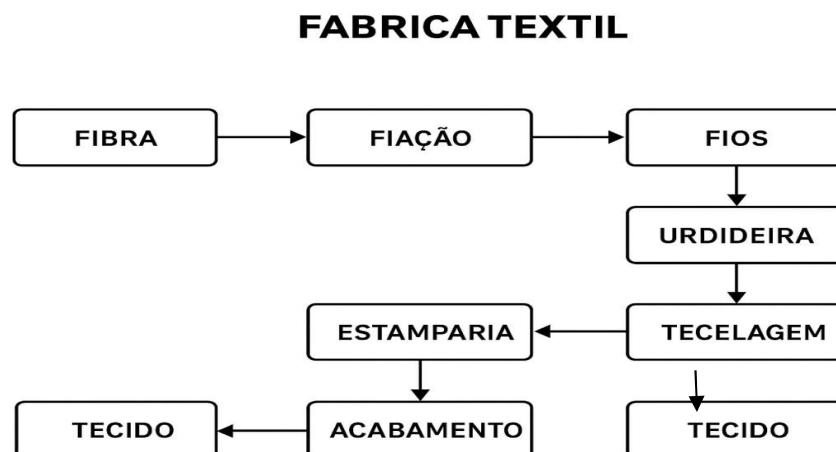 FABRICA TEXTIL
FIBRA
FIAÇÃO
FIOS
URDIDEIRA
ESTAMPARIA
TECELAGEM
TECIDO
ACABAMENTO
TECIDO